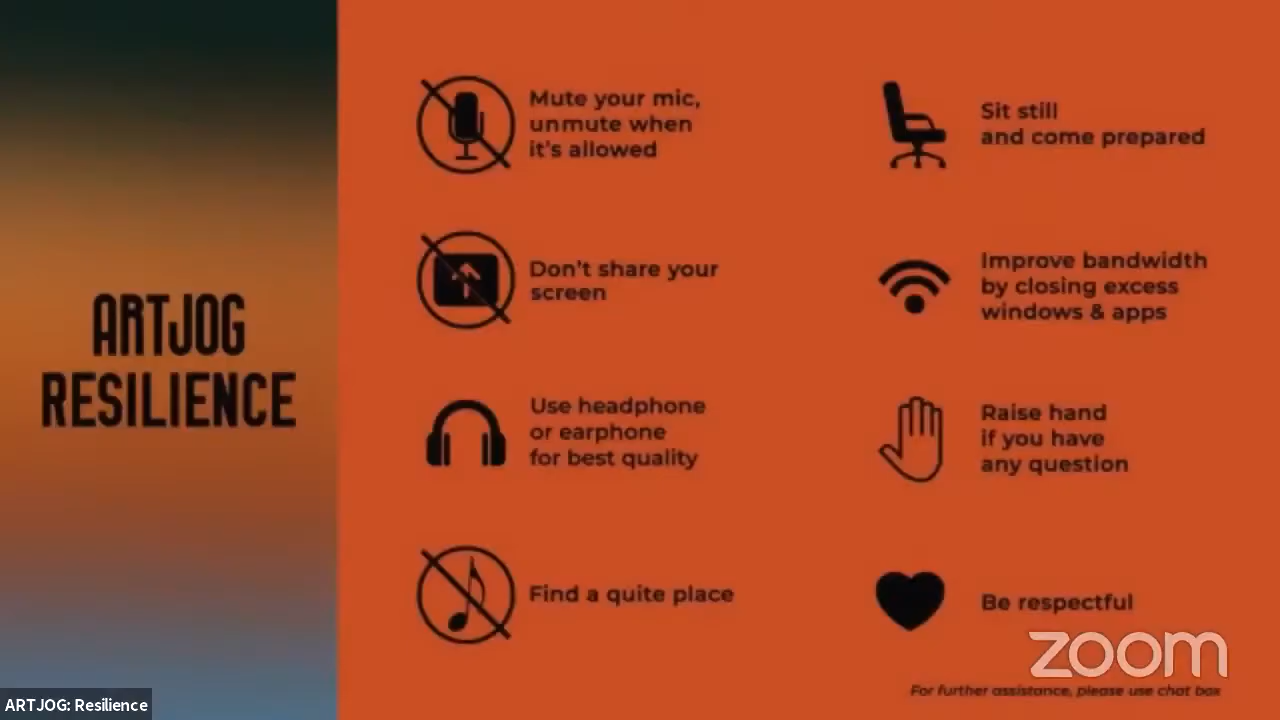 ARTJOG
RESILIENCE
Mute your mic,
unmute when
it's allowed
Don't share your
screen
Use headphone
or earphone
for best quality
Find a quite place
Sit still
and come prepared
Improve bandwidth
by closing excess
windows & apps
Raise hand
if you have
any question
Be respectful
zoom
For further assistance, please use chat box
ARTJOG: Resilience